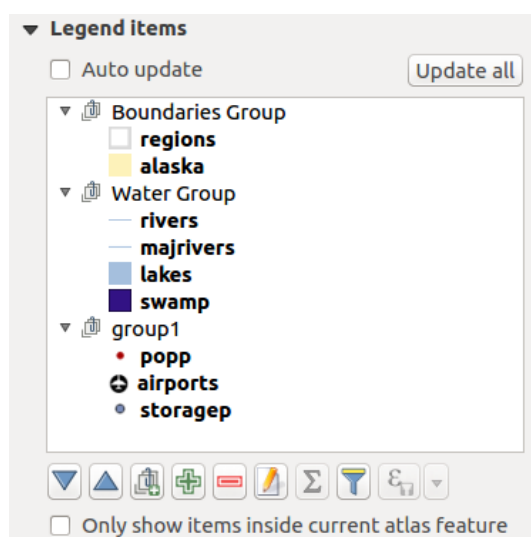 Legend items
Auto update
Update all
Boundaries Group
regions
alaska
Water Group
rivers
majrivers
lakes
swamp
group1
popp
airports
storagep
Σ
ε
Only show items inside current atlas feature